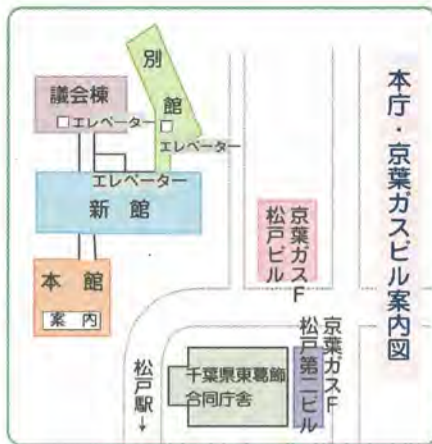 本庁・京葉ガスビル案内図
別館
議会棟
エレベーター
エレベーター
エレベーター
新館
本館
案内
京葉ガスF
松戸ビル
京葉ガスF
松戸第二ビル
千葉県東葛飾
合同庁舎
松戸駅→